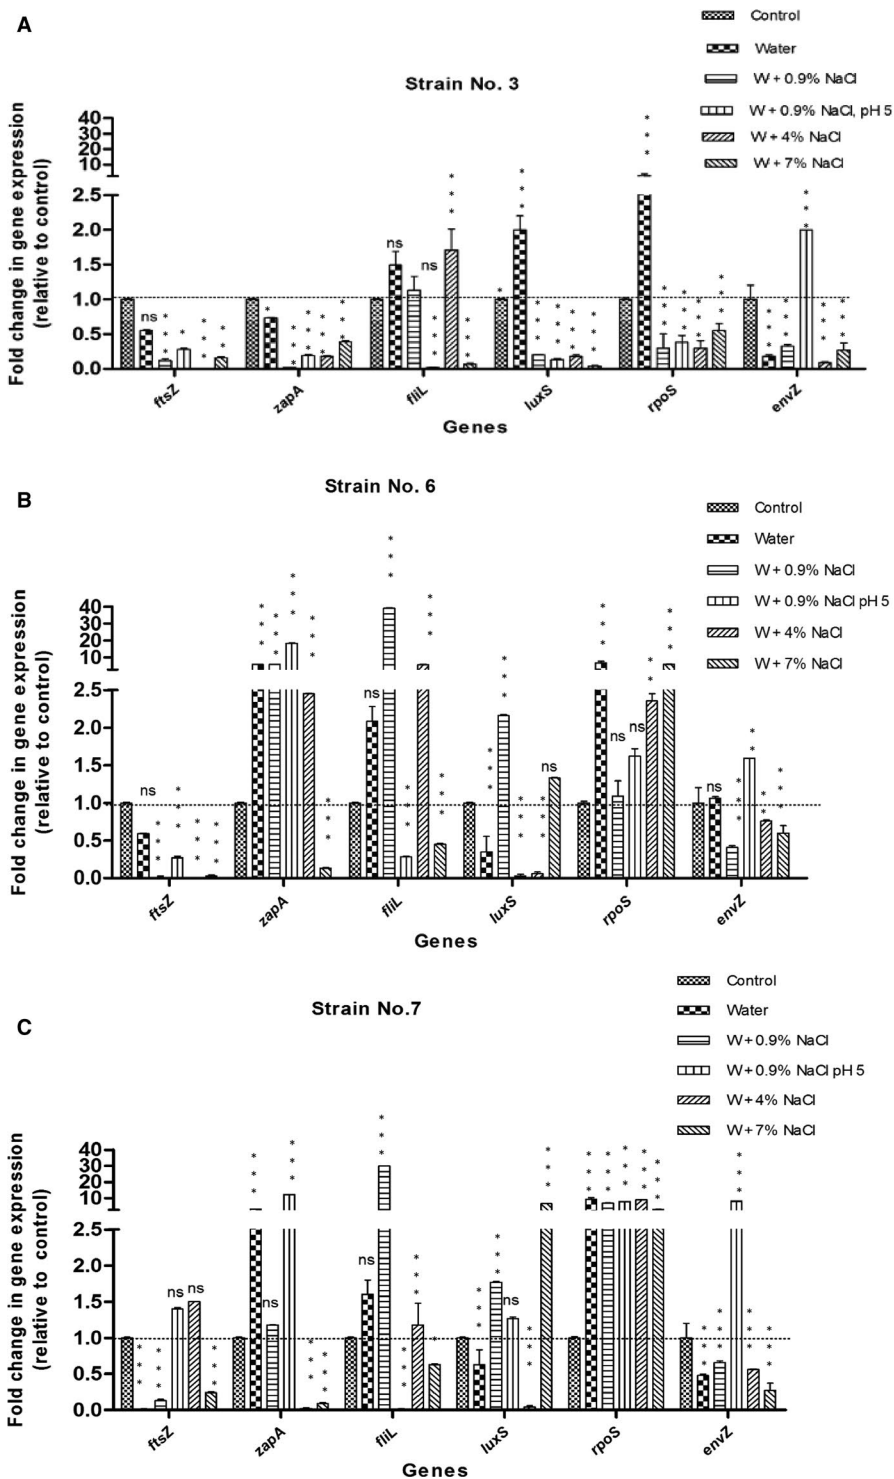 A
Strain No. 3
Control
Water
W + 0.9% NaCl
W + 0.9% NaCl, pH 5
W + 4% NaCl
W + 7% NaCl
Fold change in gene expression
(relative to control)
40
30
20
10
2.5
2.0
1.5
1.0
0.5
0.0
ns
ns
ns
ftsZ
zapA
fliL
luxS
rpoS
envZ
Genes
B
Strain No. 6
Control
Water
W + 0.9% NaCl
W + 0.9% NaCl pH 5
W + 4% NaCl
W + 7% NaCl
Fold change in gene expression
(relative to control)
40
30
20
10
2.5
2.0
1.5
1.0
0.5
0.0
ns
ns
ns
ns
ns
ns
ftsZ
zapA
fliL
luxS
rpoS
envZ
Genes
C
Strain No.7
Control
Water
W + 0.9% NaCl
W + 0.9% NaCl pH 5
W + 4% NaCl
W + 7% NaCl
Fold change in gene expression
(relative to control)
40
30
20
10
2.5
2.0
1.5
1.0
0.5
0.0
ns
ns
ns
ns
ns
ftsZ
zapA
fliL
luxS
rpoS
envZ
Genes